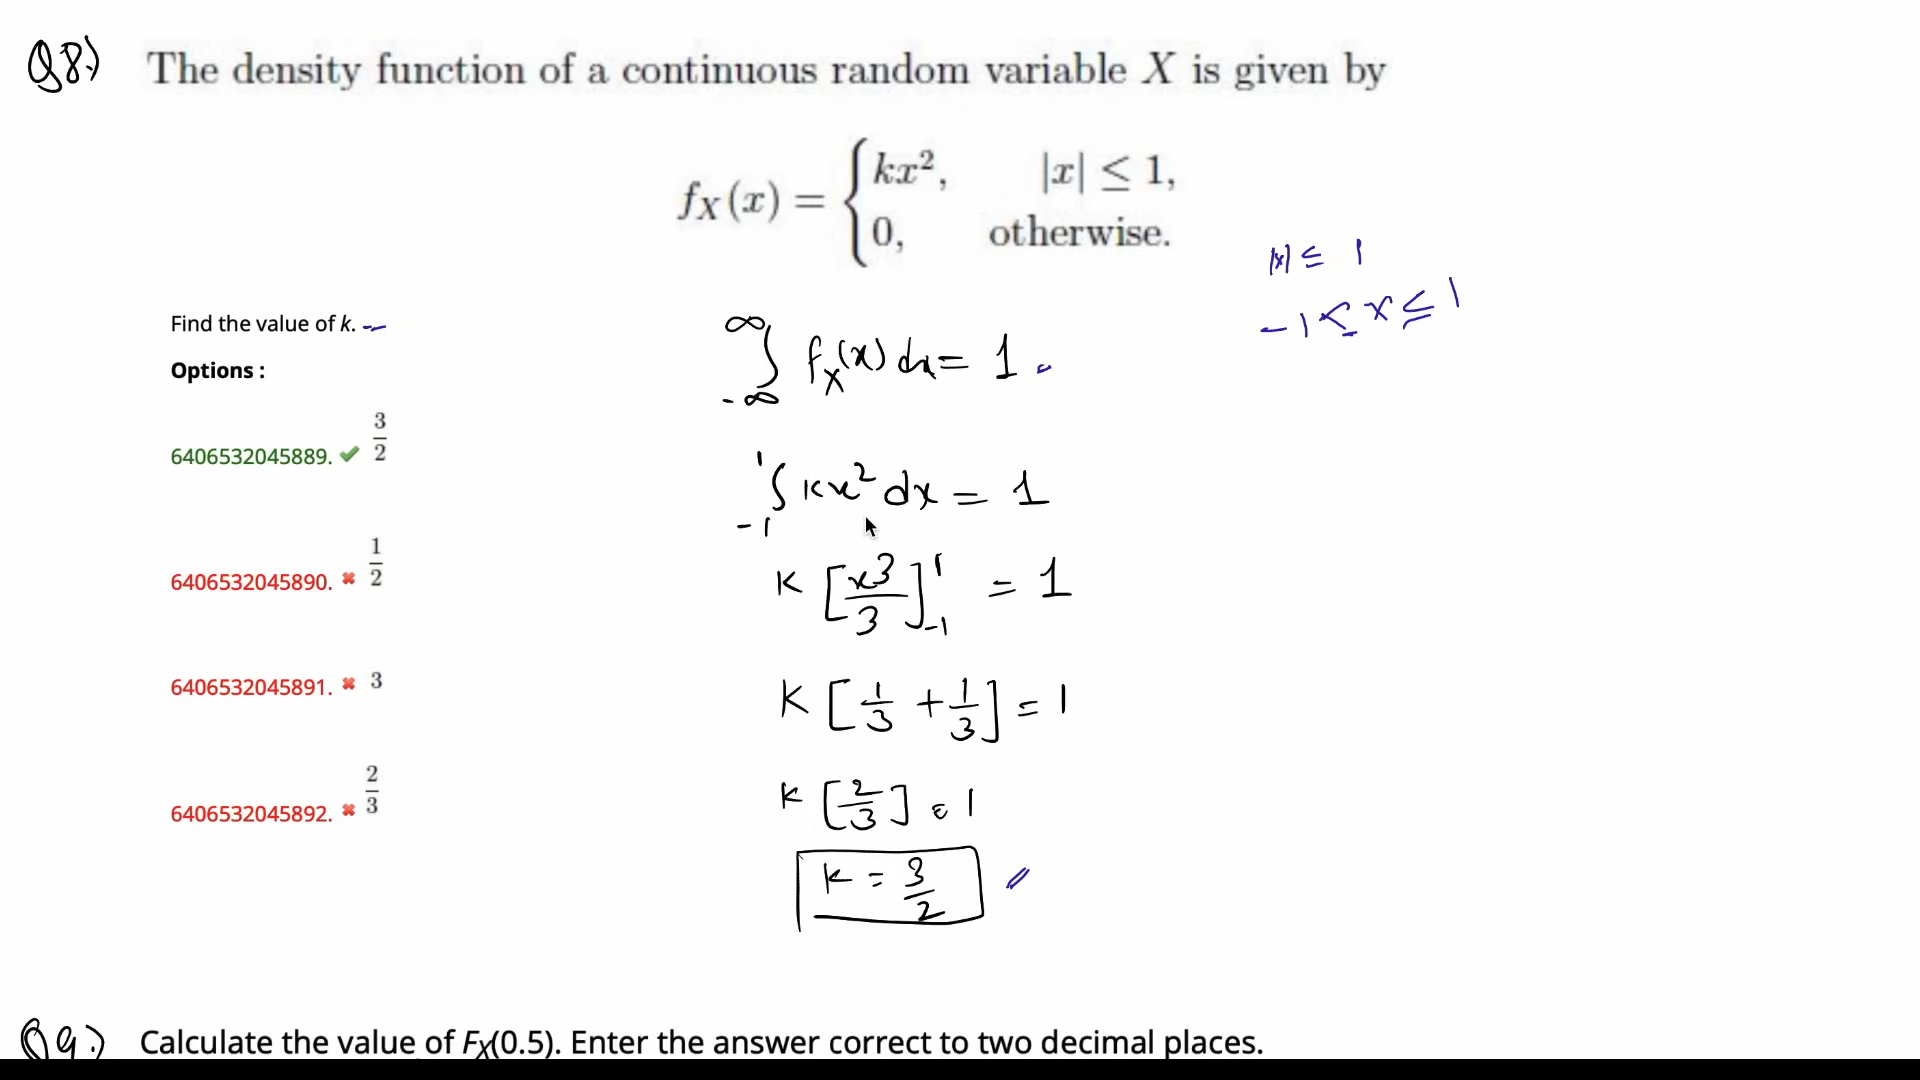 Q8) The density function of a continuous random variable X is given by
f_X(x) = { kx², |x| ≤ 1,
0, otherwise.
|x| ≤ 1
-1 ≤ x ≤ 1
Find the value of k.
Options :
6406532045889. ✔ 3/2
6406532045890. ✖ 1/2
6406532045891. ✖ 3
6406532045892. ✖ 2/3
∫_{-∞}^{∞} f_X(x) dx = 1
∫_{-1}^{1} kx² dx = 1
K [x³/3]_{-1}^{1} = 1
K [1/3 + 1/3] = 1
k [2/3] = 1
k = 3/2
Q9.) Calculate the value of F_X(0.5). Enter the answer correct to two decimal places.